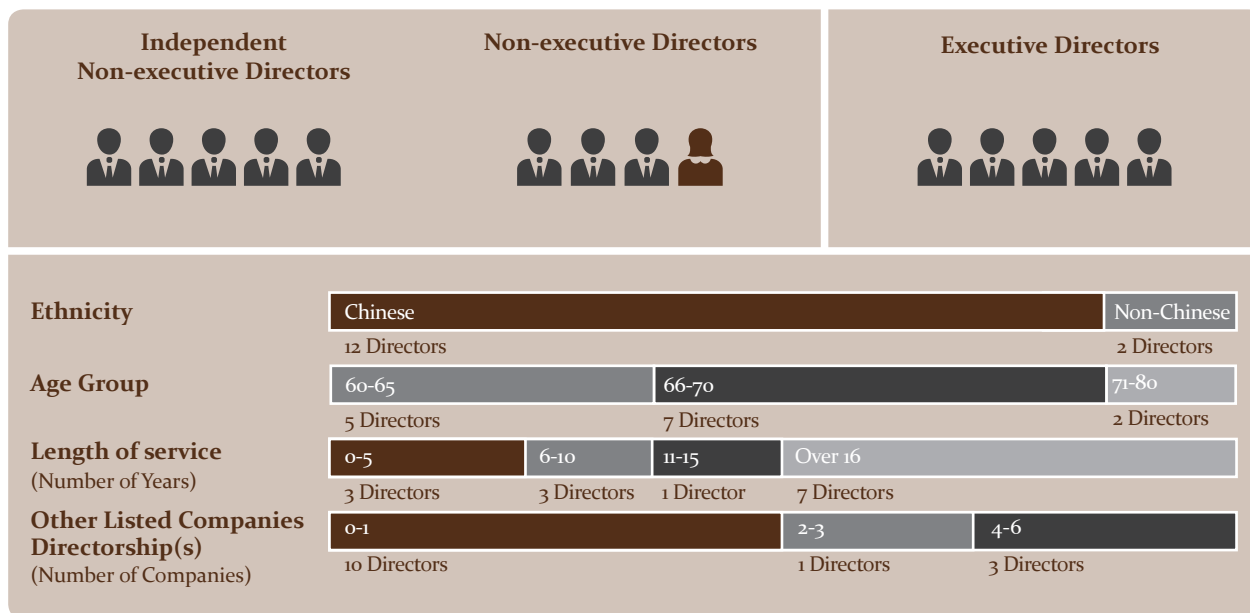 Independent
Non-executive Directors
Non-executive Directors
Executive Directors
Ethnicity
Chinese
Non-Chinese
12 Directors
2 Directors
Age Group
60-65
66-70
71-80
5 Directors
7 Directors
2 Directors
Length of service
(Number of Years)
0-5
6-10
11-15
Over 16
3 Directors
3 Directors
1 Director
7 Directors
Other Listed Companies
Directorship(s)
(Number of Companies)
0-1
2-3
4-6
10 Directors
1 Directors
3 Directors